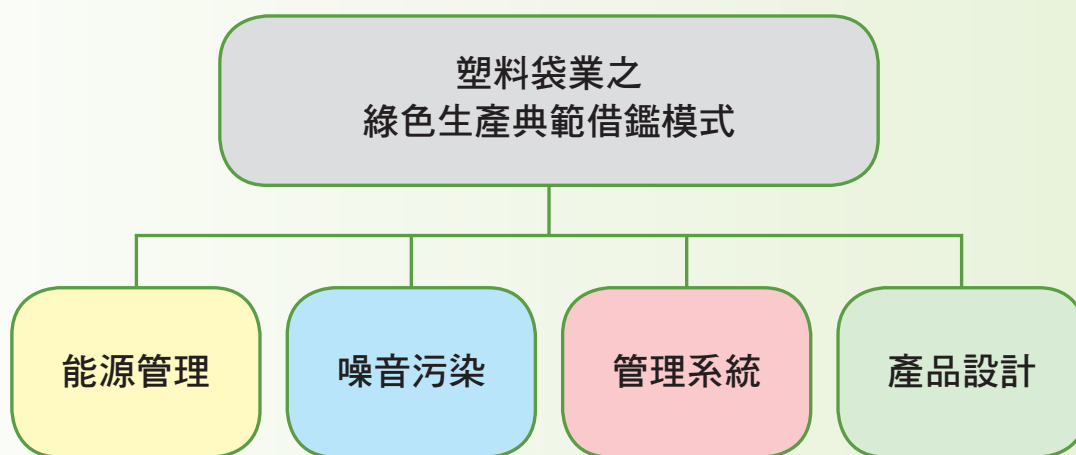 塑料袋業之
綠色生產典範借鑑模式
能源管理
噪音污染
管理系統
產品設計